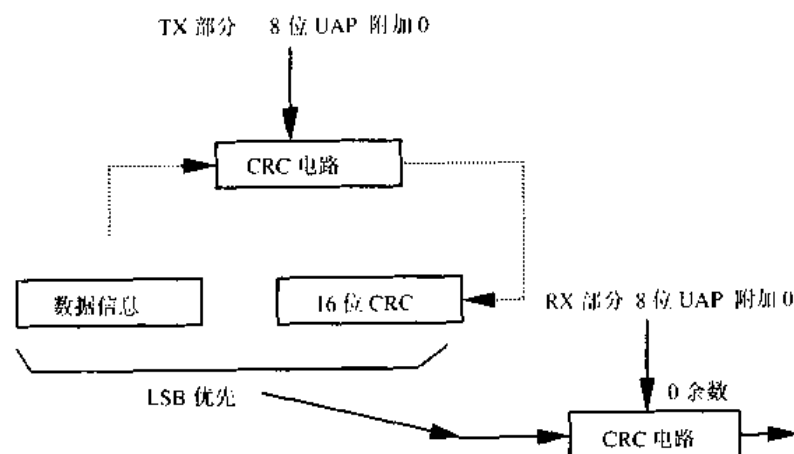 TX 部分 8 位 UAP 附加 0
CRC 电路
数据信息
16 位 CRC
RX 部分 8 位 UAP 附加 0
LSB 优先
0 余数
CRC 电路